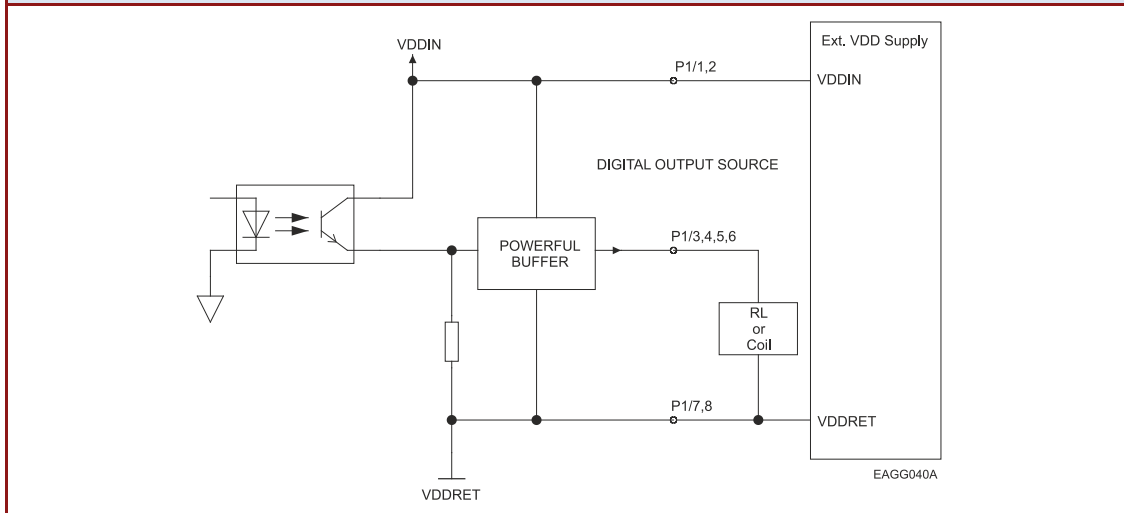 Ext. VDD Supply
VDDIN
P1/1,2
VDDIN
DIGITAL OUTPUT SOURCE
POWERFUL
BUFFER
P1/3,4,5,6
RL
or
Coil
P1/7,8
VDDRET
EAGG040A
VDDRET